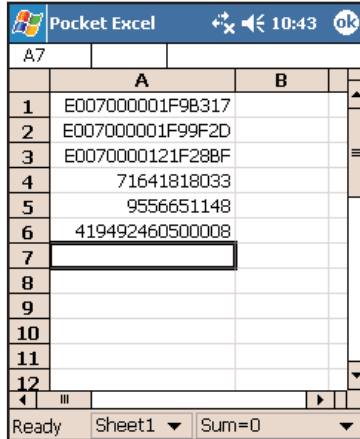 Pocket Excel 10:43 ok
A7
A B
1 E007000001F9B317
2 E007000001F99F2D
3 E0070000121F28BF
4 71641818033
5 9556651148
6 419492460500008
7
8
9
10
11
12
Ready Sheet1 Sum=0